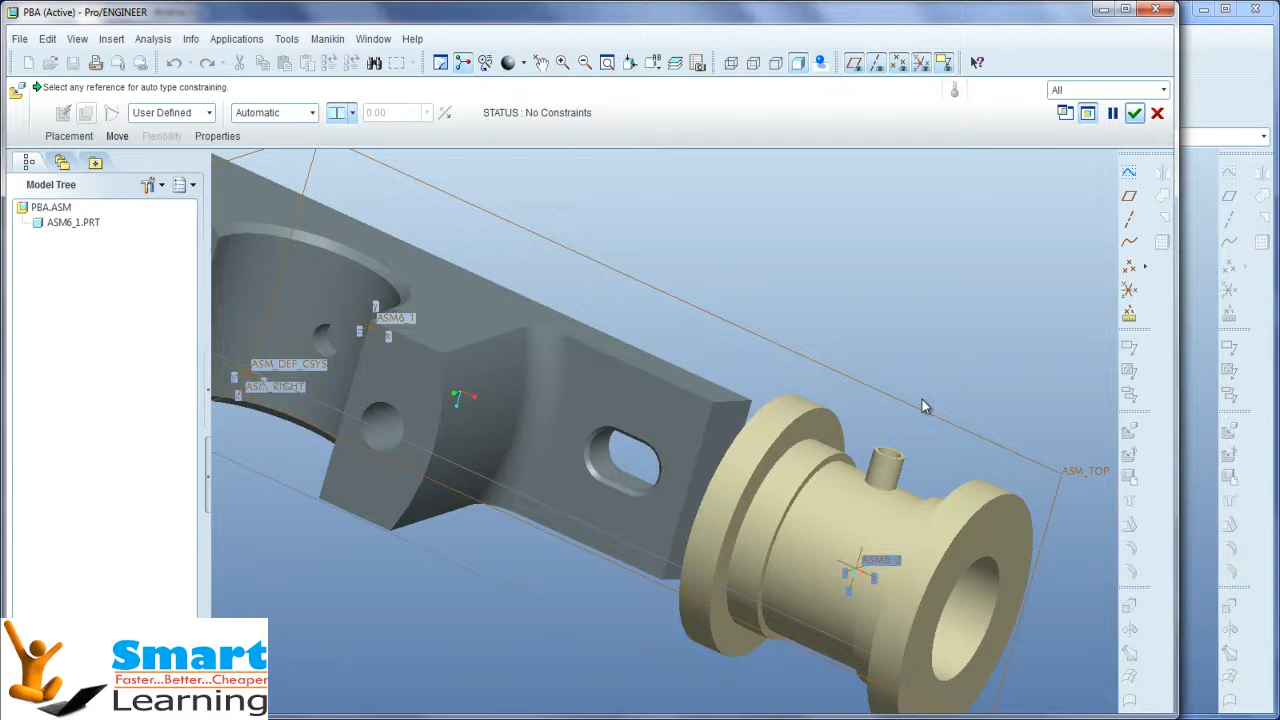 PBA (Active) - Pro/ENGINEER
File Edit View Insert Analysis Info Applications Tools Manikin Window Help
Select any reference for auto type constraining.
All
User Defined
Automatic
0.00
STATUS : No Constraints
Placement Move Flexibility Properties
Model Tree
PBA.ASM
ASM6_1.PRT
ASM6_1
ASM_DEF_CSYS
ASM_RIGHT
ASM_TOP
ASM6_2
Smart
Faster...Better...Cheaper
Learning